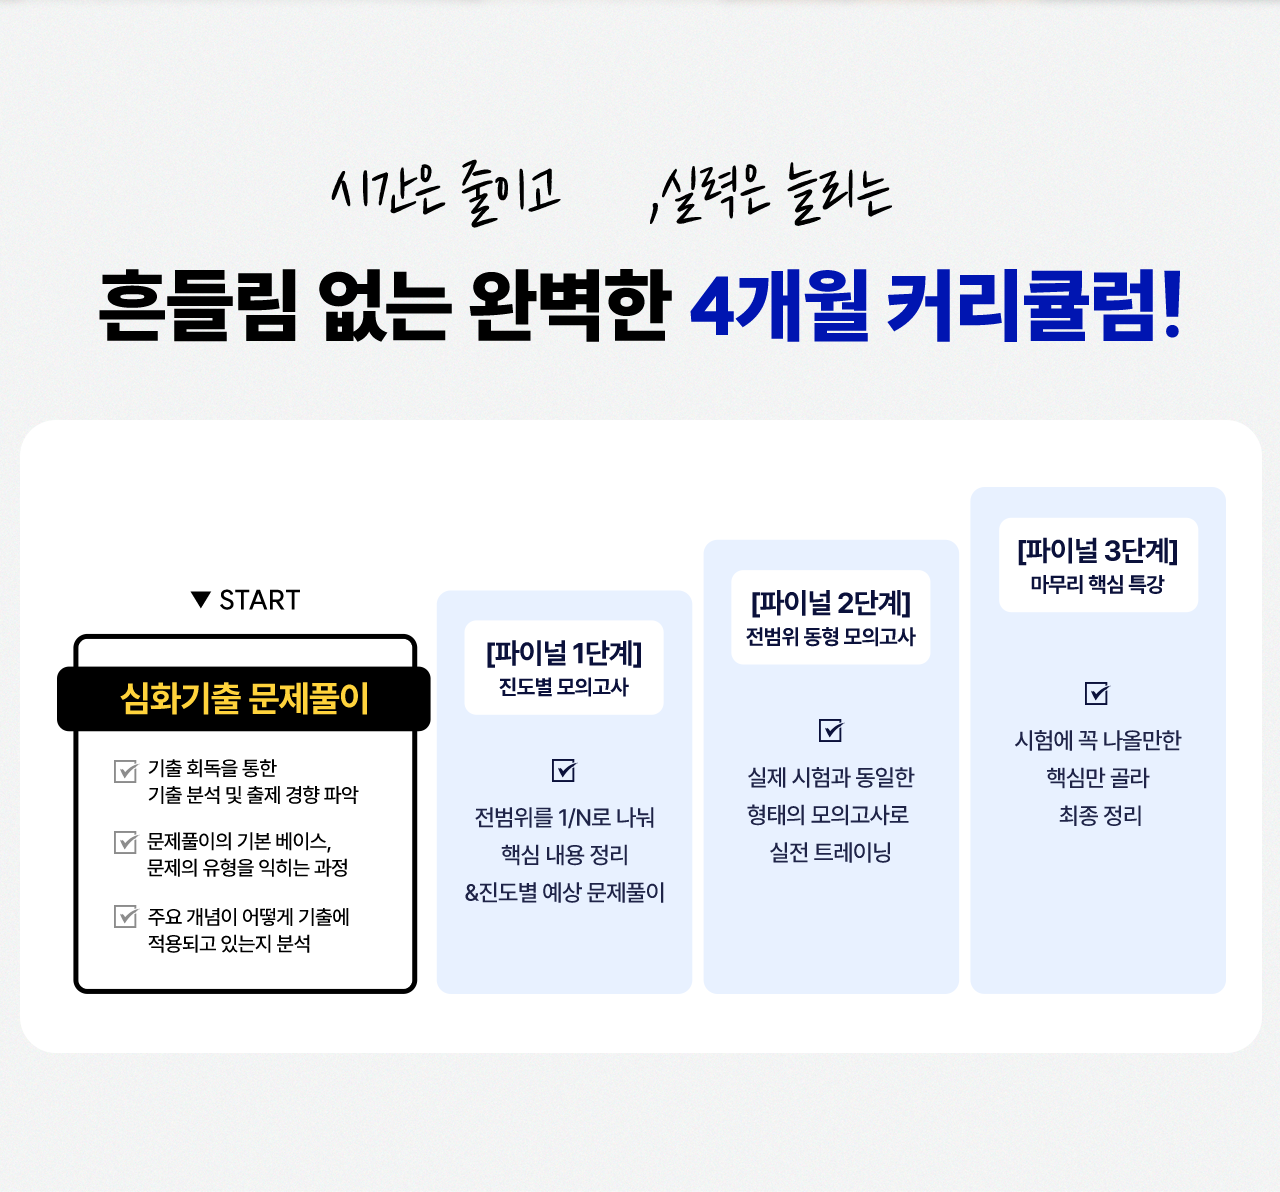 시간은 줄이고 ,실력은 늘리는
흔들림 없는 완벽한 4개월 커리큘럼!
▼ START
심화기출 문제풀이
기출 회독을 통한
기출 분석 및 출제 경향 파악
문제풀이의 기본 베이스,
문제의 유형을 익히는 과정
주요 개념이 어떻게 기출에
적용되고 있는지 분석
[파이널 1단계]
진도별 모의고사
전범위를 1/N로 나눠
핵심 내용 정리
&진도별 예상 문제풀이
[파이널 2단계]
전범위 동형 모의고사
실제 시험과 동일한
형태의 모의고사로
실전 트레이닝
[파이널 3단계]
마무리 핵심 특강
시험에 꼭 나올만한
핵심만 골라
최종 정리